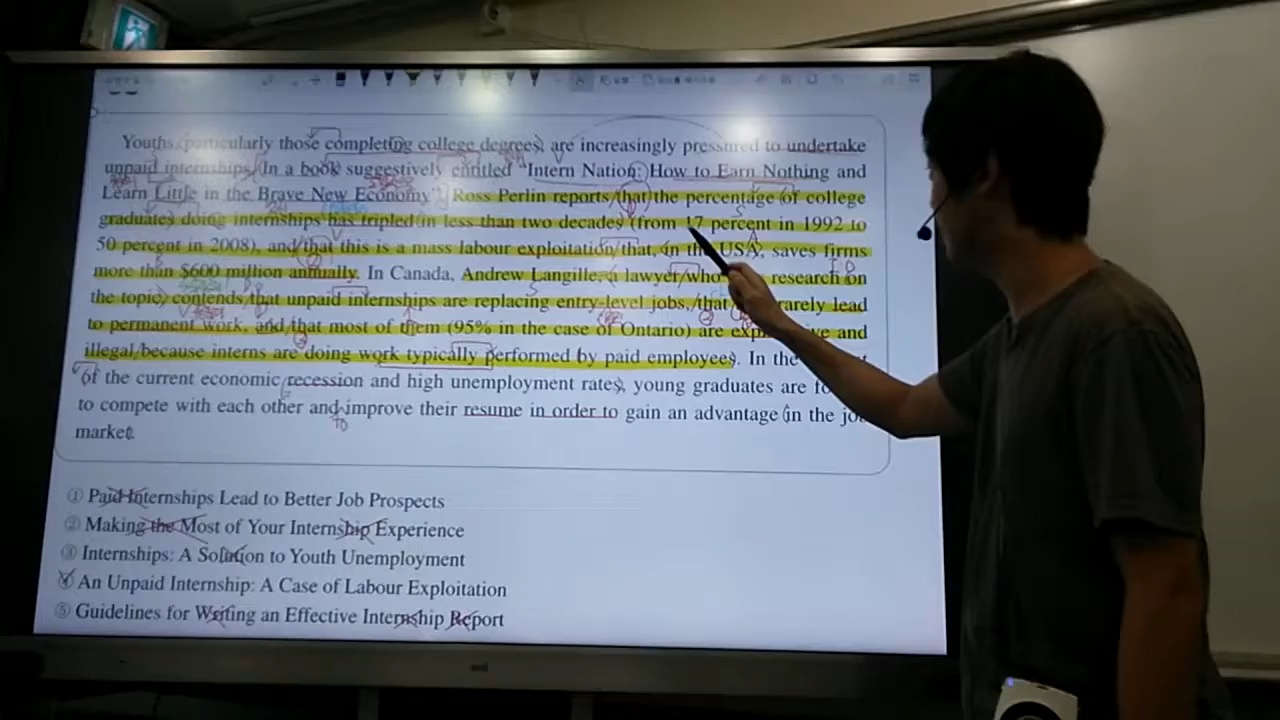 Youths, particularly those completing college degrees, are increasingly pressured to undertake
unpaid internships. In a book suggestively entitled "Intern Nation: How to Earn Nothing and
Learn Little in the Brave New Economy", Ross Perlin reports that the percentage of college
graduates doing internships has tripled in less than two decades (from 17 percent in 1992 to
50 percent in 2008), and that this is a mass labour exploitation that, in the USA, saves firms
more than $600 million annually. In Canada, Andrew Langille, a lawyer who research on
the topic, contends that unpaid internships are replacing entry-level jobs, that rarely lead
to permanent work, and that most of them (95% in the case of Ontario) are and
illegal because interns are doing work typically performed by paid employees. In the
of the current economic recession and high unemployment rates, young graduates are
to compete with each other and improve their resume in order to gain an advantage in the
market.
① Paid Internships Lead to Better Job Prospects
② Making the Most of Your Internship Experience
③ Internships: A Solution to Youth Unemployment
④ An Unpaid Internship: A Case of Labour Exploitation
⑤ Guidelines for Writing an Effective Internship Report